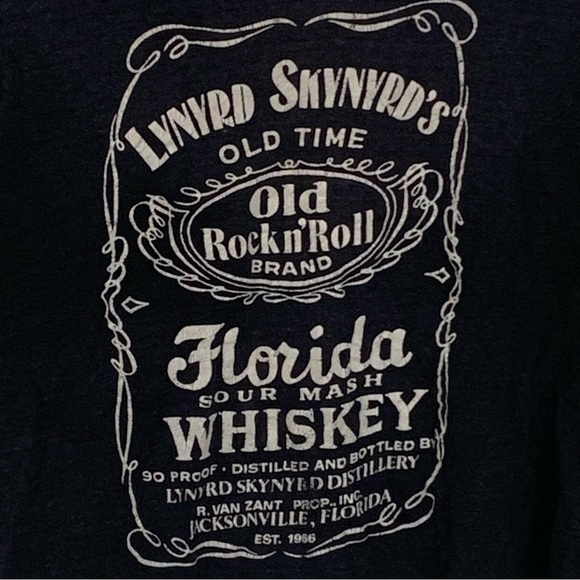 LYNYRD SKYNYRD'S
OLD TIME
Old
Rock n' Roll
BRAND
Florida
SOUR MASH
WHISKEY
90 PROOF · DISTILLED AND BOTTLED BY
LYNYRD SKYNYRD DISTILLERY
R. VAN ZANT PROP., INC.
JACKSONVILLE, FLORIDA
EST. 1966